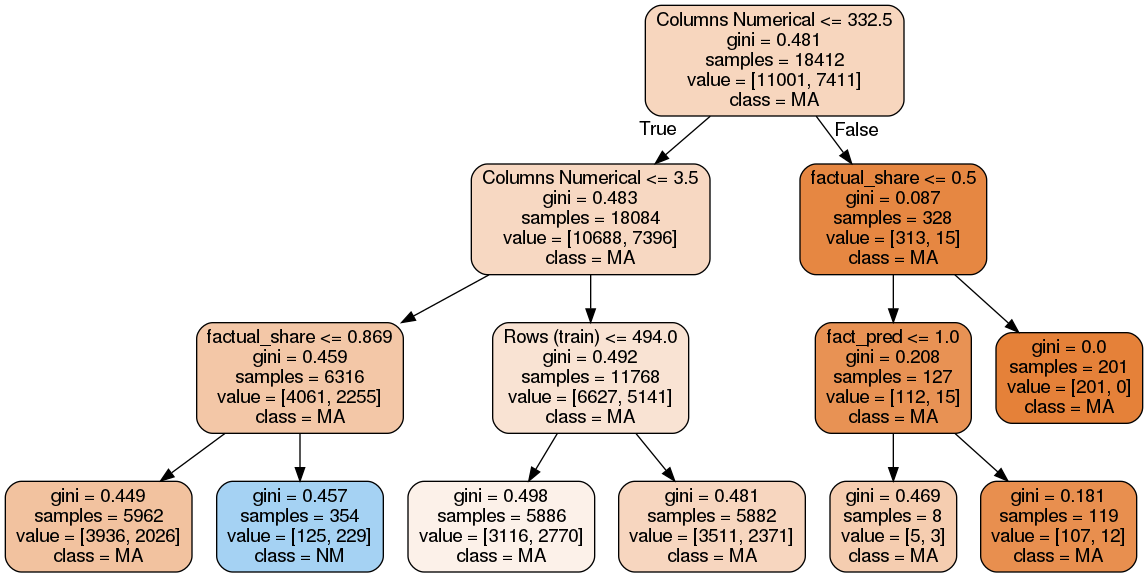 Columns Numerical <= 332.5
gini = 0.481
samples = 18412
value = [11001, 7411]
class = MA
True
False
Columns Numerical <= 3.5
gini = 0.483
samples = 18084
value = [10688, 7396]
class = MA
factual_share <= 0.5
gini = 0.087
samples = 328
value = [313, 15]
class = MA
factual_share <= 0.869
gini = 0.459
samples = 6316
value = [4061, 2255]
class = MA
Rows (train) <= 494.0
gini = 0.492
samples = 11768
value = [6627, 5141]
class = MA
fact_pred <= 1.0
gini = 0.208
samples = 127
value = [112, 15]
class = MA
gini = 0.0
samples = 201
value = [201, 0]
class = MA
gini = 0.449
samples = 5962
value = [3936, 2026]
class = MA
gini = 0.457
samples = 354
value = [125, 229]
class = NM
gini = 0.498
samples = 5886
value = [3116, 2770]
class = MA
gini = 0.481
samples = 5882
value = [3511, 2371]
class = MA
gini = 0.469
samples = 8
value = [5, 3]
class = MA
gini = 0.181
samples = 119
value = [107, 12]
class = MA